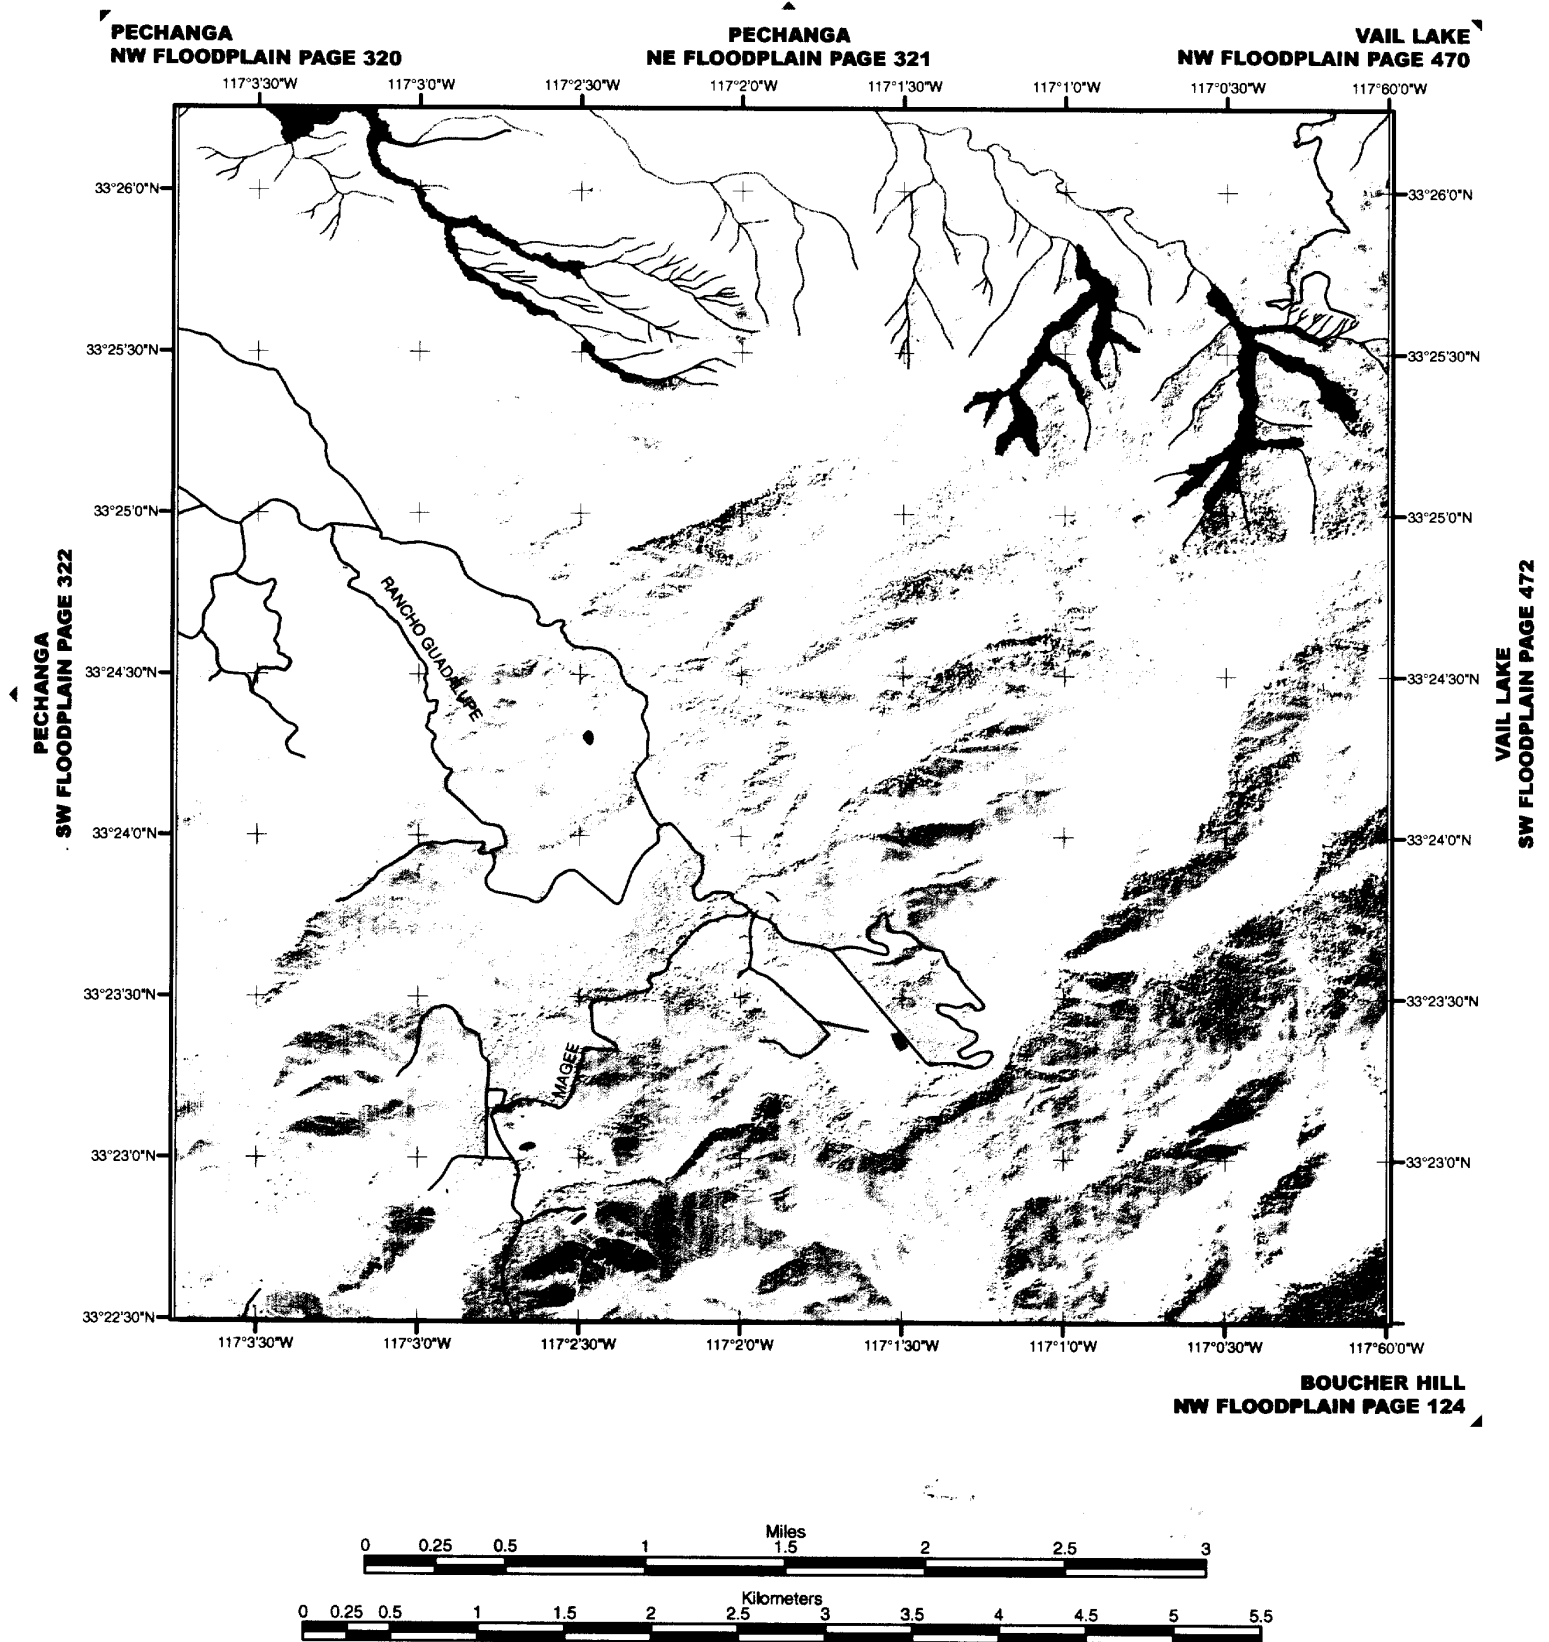 PECHANGA
NW FLOODPLAIN PAGE 320
PECHANGA
NE FLOODPLAIN PAGE 321
VAIL LAKE
NW FLOODPLAIN PAGE 470
117°3'30"W 117°3'0"W 117°2'30"W 117°2'0"W 117°1'30"W 117°1'0"W 117°0'30"W 117°60'0"W
33°26'0"N 33°26'0"N
33°25'30"N 33°25'30"N
33°25'0"N 33°25'0"N
PECHANGA
SW FLOODPLAIN PAGE 322
RANCHO GUADALUPE
VAIL LAKE
SW FLOODPLAIN PAGE 472
33°24'30"N 33°24'30"N
33°24'0"N 33°24'0"N
33°23'30"N 33°23'30"N
MAGEE
33°23'0"N 33°23'0"N
33°22'30"N
117°3'30"W 117°3'0"W 117°2'30"W 117°2'0"W 117°1'30"W 117°1'0"W 117°0'30"W 117°60'0"W
BOUCHER HILL
NW FLOODPLAIN PAGE 124
Miles
0 0.25 0.5 1 1.5 2 2.5 3
Kilometers
0 0.25 0.5 1 1.5 2 2.5 3 3.5 4 4.5 5 5.5